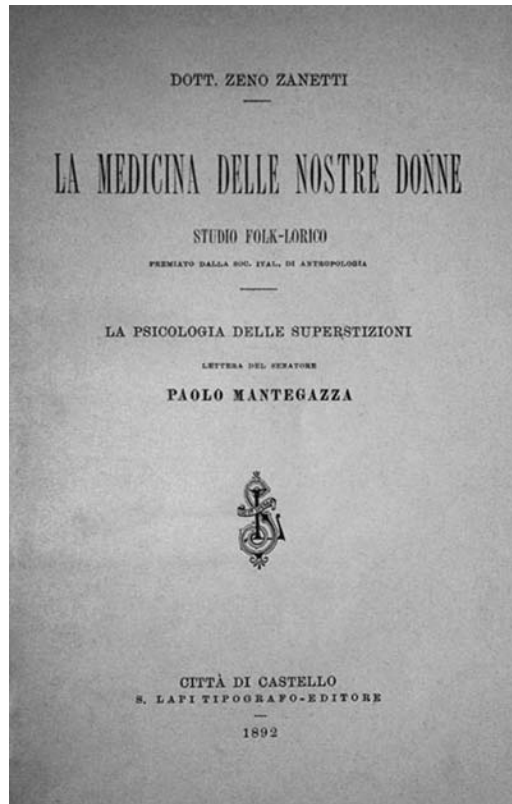 DOTT. ZENO ZANETTI
LA MEDICINA DELLE NOSTRE DONNE
STUDIO FOLK-LORICO
PREMIATO DALLA SOC. ITAL. DI ANTROPOLOGIA
LA PSICOLOGIA DELLE SUPERSTIZIONI
LETTERA DEL SENATORE
PAOLO MANTEGAZZA
CITTÀ DI CASTELLO
S. LAPI TIPOGRAFO-EDITORE
1892